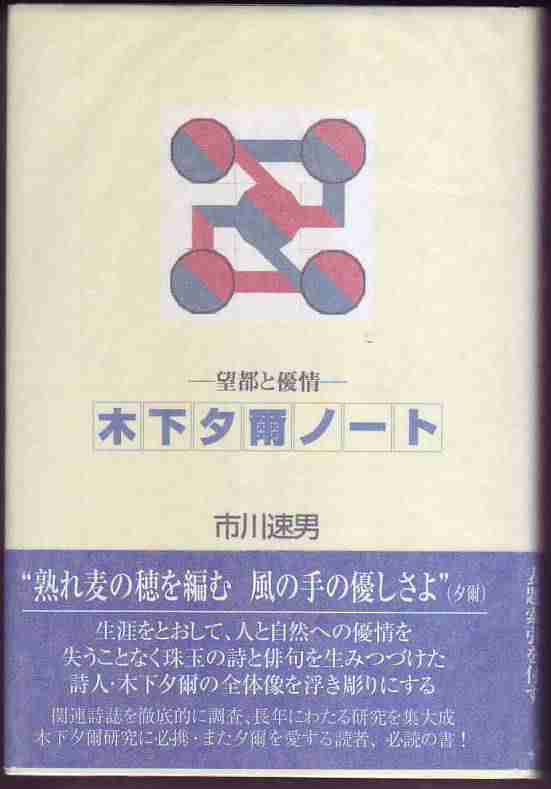 ―望都と優情―
木下夕爾ノート
市川速男
“熟れ麦の穂を編む 風の手の優しさよ”(夕爾)
生涯をとおして、人と自然への優情を
失うことなく珠玉の詩と俳句を生みつづけた
詩人・木下夕爾の全体像を浮き彫りにする
関連詩誌を徹底的に調査、長年にわたる研究を集大成
木下夕爾研究に必携・また夕爾を愛する読者、必読の書！